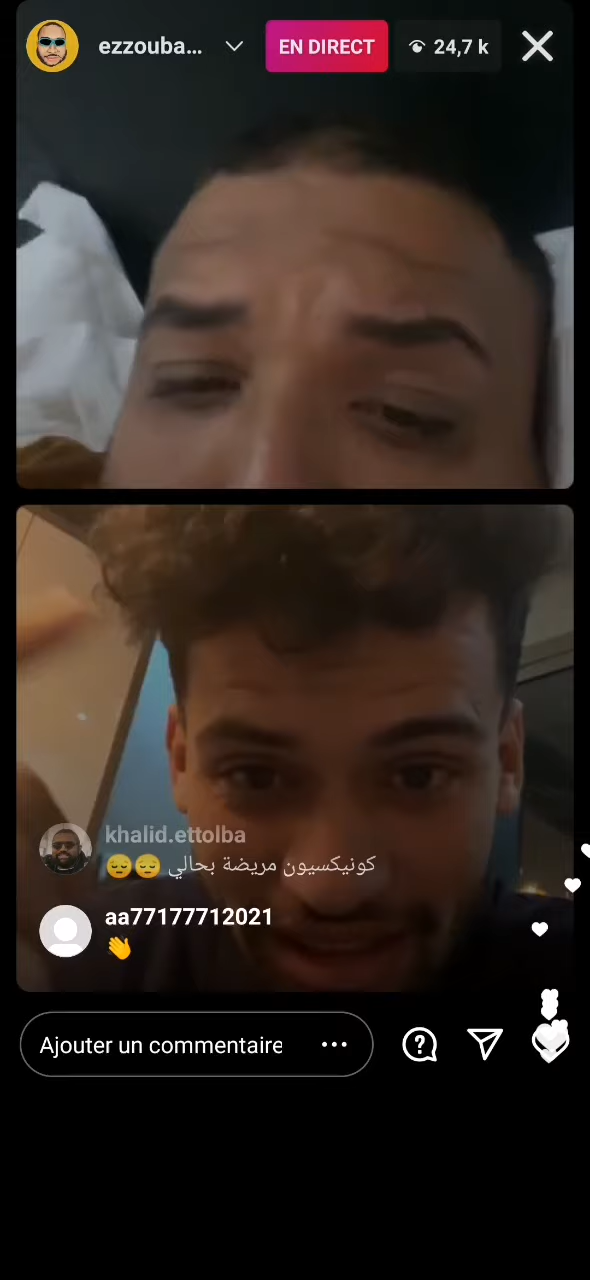 ezzouba...
EN DIRECT
24,7 k
khalid.ettolba
كونيكسيون مريضة بحالي 😔😔
aa77177712021
👋
Ajouter un commentaire